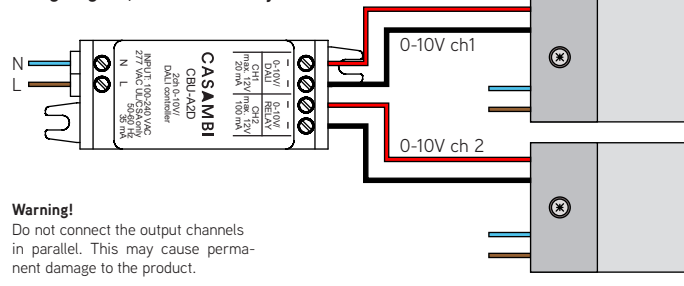 N
L
INPUT: 100-240 VAC
277 VAC UL/CSA only
50-60 Hz
35 mA
N L
CASAMBI
CBU-A2D
2ch 0-10V/
DALI controller
0-10V/
DALI
CH1
max. 12V
20 mA
0-10V/
RELAY
CH2
max. 12V
100 mA
0-10V ch1
0-10V ch 2
Warning!
Do not connect the output channels
in parallel. This may cause perma-
nent damage to the product.